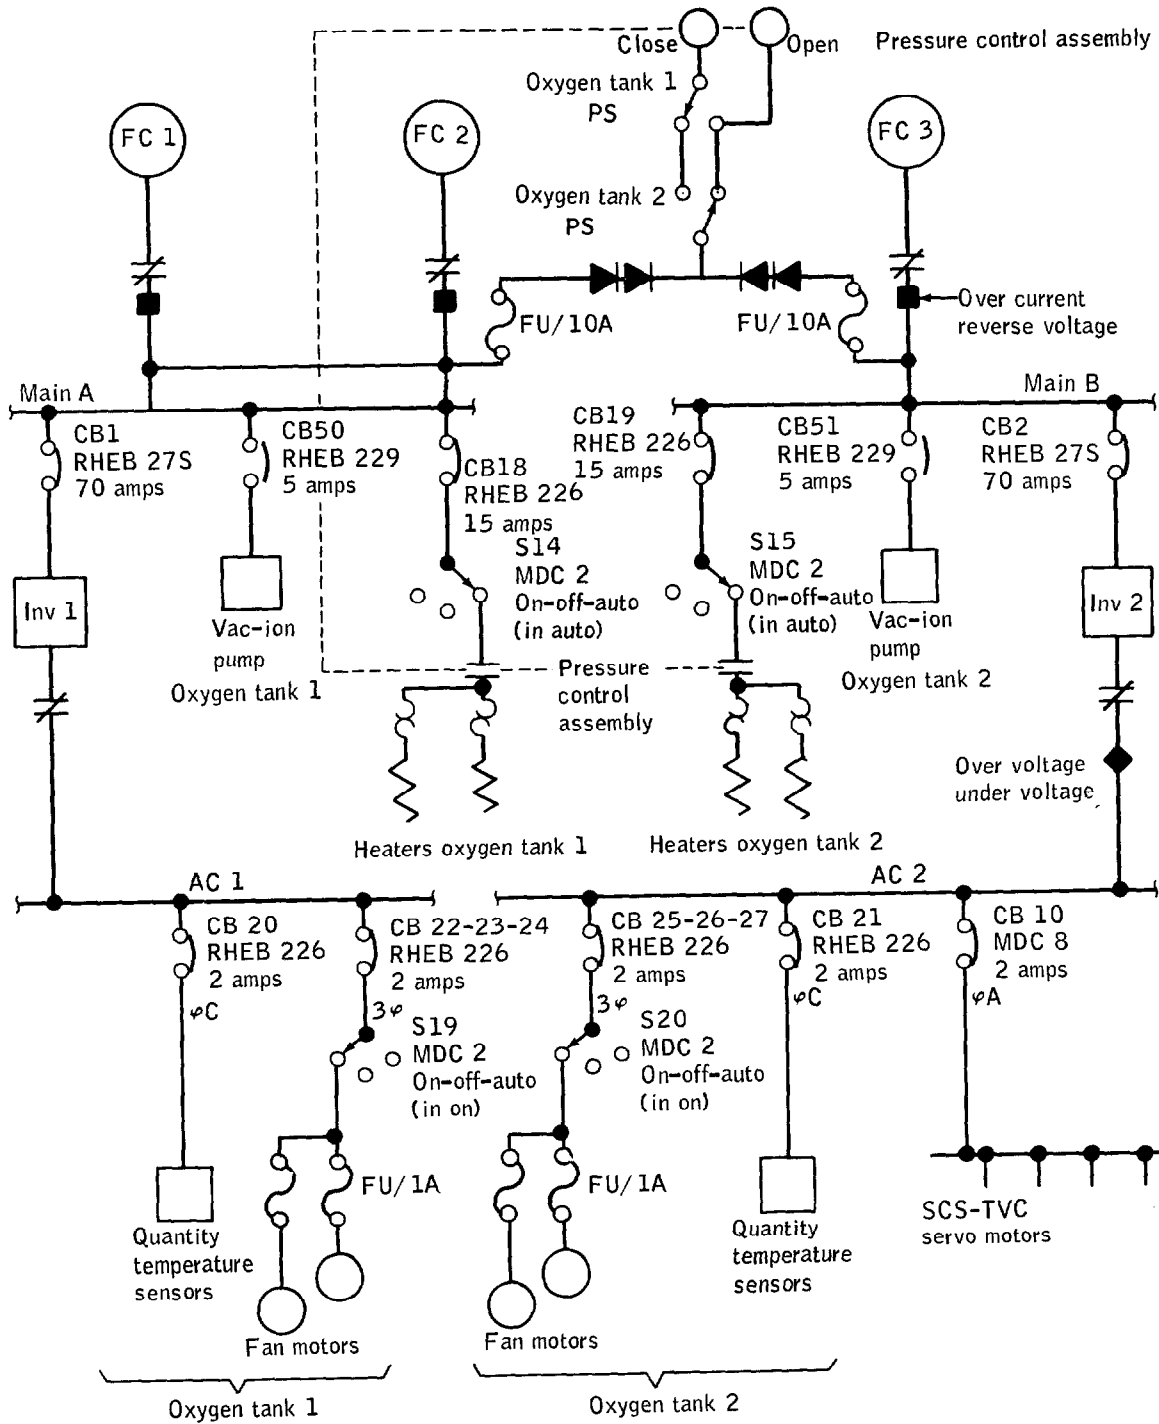 Close
Open
Pressure control assembly
Oxygen tank 1
PS
FC 1
FC 2
FC 3
Oxygen tank 2
PS
FU/10A
FU/10A
Over current
reverse voltage
Main A
Main B
CB1
RHEB 27S
70 amps
CB50
RHEB 229
5 amps
CB18
RHEB 226
15 amps
CB19
RHEB 226
15 amps
CB51
RHEB 229
5 amps
CB2
RHEB 27S
70 amps
S14
MDC 2
On-off-auto
(in auto)
S15
MDC 2
On-off-auto
(in auto)
Inv 1
Vac-ion
pump
Oxygen tank 1
Vac-ion
pump
Oxygen tank 2
Inv 2
Pressure
control
assembly
Over voltage
under voltage
Heaters oxygen tank 1
Heaters oxygen tank 2
AC 1
AC 2
CB 20
RHEB 226
2 amps
φC
CB 22-23-24
RHEB 226
2 amps
3φ
CB 25-26-27
RHEB 226
2 amps
3φ
CB 21
RHEB 226
2 amps
φC
CB 10
MDC 8
2 amps
φA
S19
MDC 2
On-off-auto
(in on)
S20
MDC 2
On-off-auto
(in on)
FU/1A
FU/1A
Quantity
temperature
sensors
Quantity
temperature
sensors
SCS-TVC
servo motors
Fan motors
Fan motors
Oxygen tank 1
Oxygen tank 2